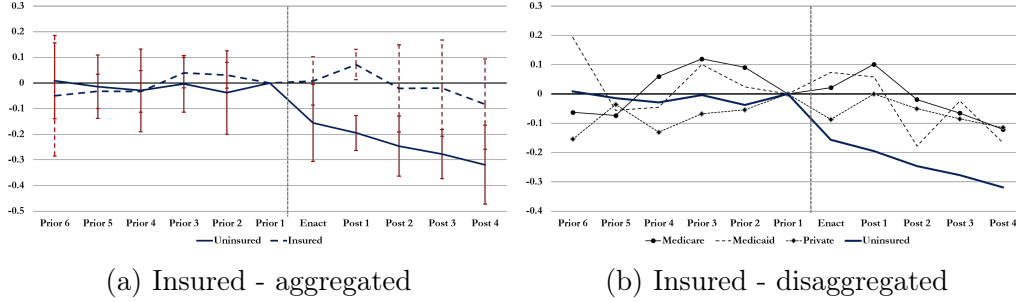 0.3
0.2
0.1
0
-0.1
-0.2
-0.3
-0.4
-0.5
Prior 6 Prior 5 Prior 4 Prior 3 Prior 2 Prior 1 Enact Post 1 Post 2 Post 3 Post 4
Uninsured Insured
(a) Insured - aggregated
0.3
0.2
0.1
0
-0.1
-0.2
-0.3
-0.4
Prior 6 Prior 5 Prior 4 Prior 3 Prior 2 Prior 1 Enact Post 1 Post 2 Post 3 Post 4
Medicare Medicaid Private Uninsured
(b) Insured - disaggregated